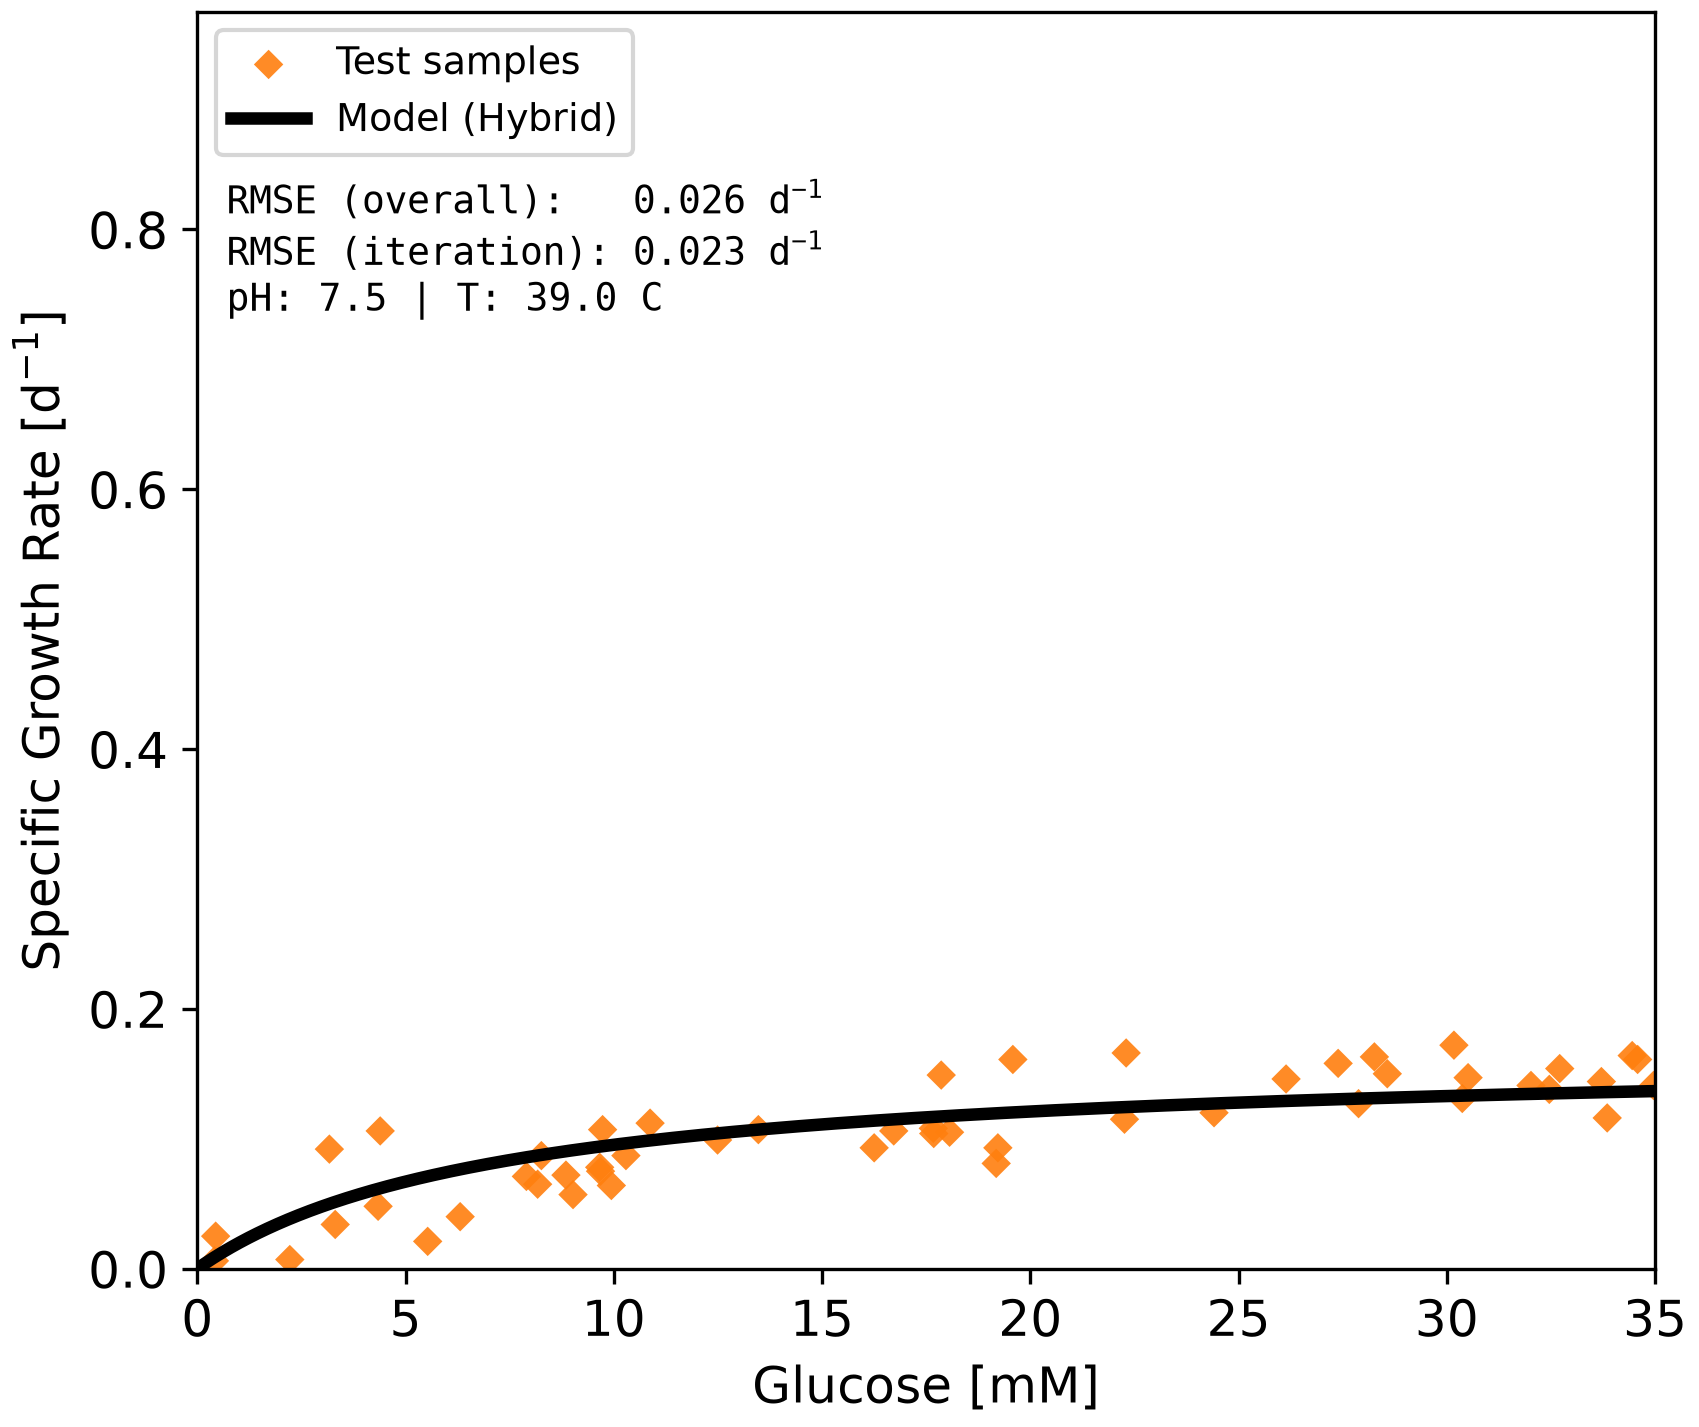 Test samples
Model (Hybrid)
RMSE (overall):   0.026 d⁻¹
RMSE (iteration): 0.023 d⁻¹
pH: 7.5 | T: 39.0 C
Specific Growth Rate [d⁻¹]
0.8
0.6
0.4
0.2
0.0
0 5 10 15 20 25 30 35
Glucose [mM]